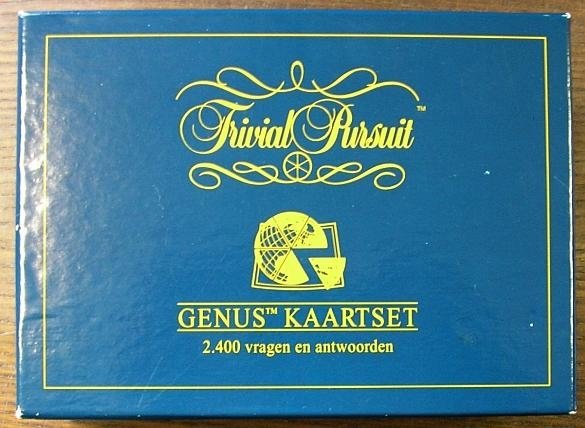 Trivial Pursuit™
GENUS™ KAARTSET
2.400 vragen en antwoorden